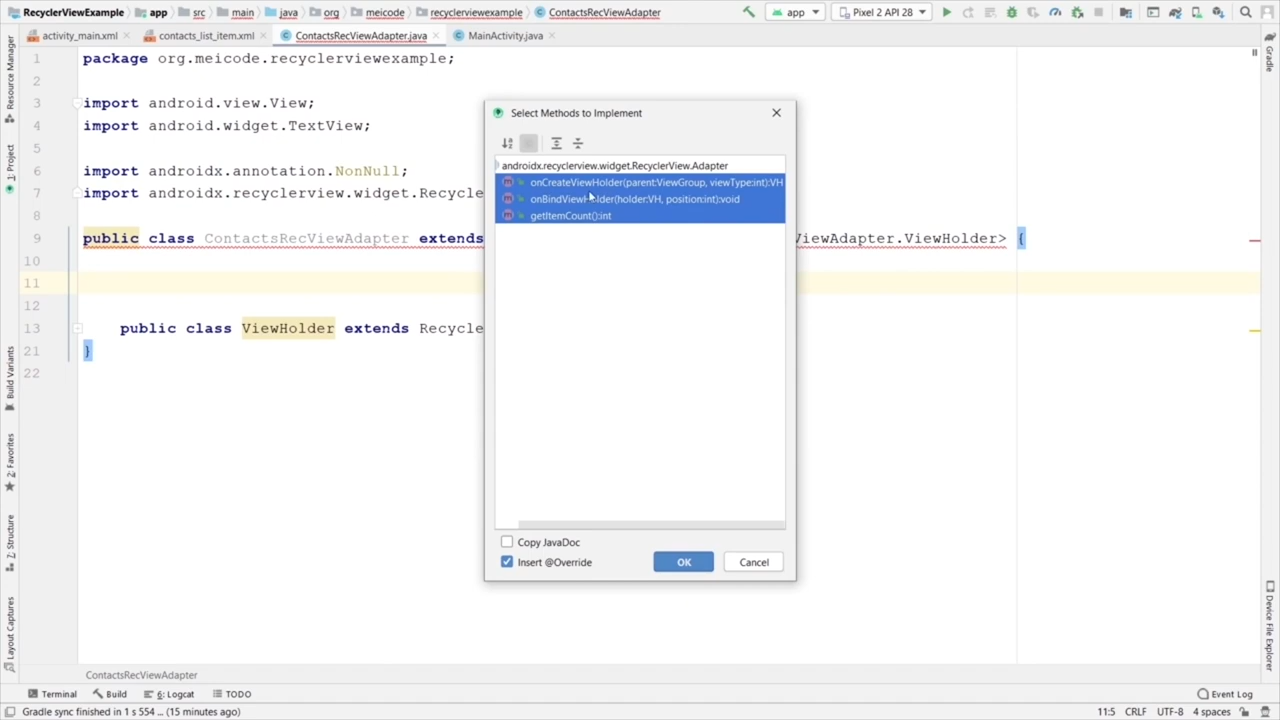 RecyclerViewExample app src main java org meicode recyclerviewexample ContactsRecViewAdapter app Pixel 2 API 28
activity_main.xml contacts_list_item.xml ContactsRecViewAdapter.java MainActivity.java
Resource Manager
1: Project
Build Variants
2: Favorites
7: Structure
Layout Captures
1 package org.meicode.recyclerviewexample;
2
3 import android.view.View;
4 import android.widget.TextView;
5
6 import androidx.annotation.NonNull;
7 import androidx.recyclerview.widget.Recycle
8
9 public class ContactsRecViewAdapter extends ViewAdapter.ViewHolder> {
10
11
12
13 public class ViewHolder extends Recycle
21 }
22
Select Methods to Implement
androidx.recyclerview.widget.RecyclerView.Adapter
onCreateViewHolder(parent:ViewGroup, viewType:int):VH
onBindViewHolder(holder:VH, position:int):void
getItemCount():int
Copy JavaDoc
Insert @Override OK Cancel
Gradle
Device File Explorer
ContactsRecViewAdapter
Terminal Build 6: Logcat TODO Event Log
Gradle sync finished in 1 s 554 ... (15 minutes ago) 11:5 CRLF UTF-8 4 spaces